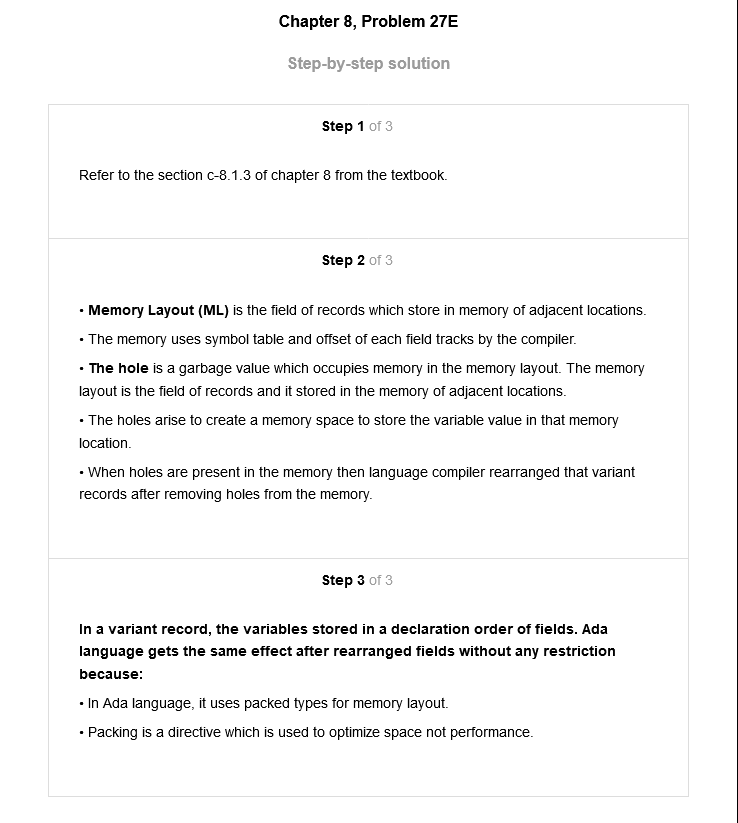 Chapter 8, Problem 27E
Step-by-step solution
Step 1 of 3
Refer to the section c-8.1.3 of chapter 8 from the textbook.
Step 2 of 3
• Memory Layout (ML) is the field of records which store in memory of adjacent locations.
• The memory uses symbol table and offset of each field tracks by the compiler.
• The hole is a garbage value which occupies memory in the memory layout. The memory
layout is the field of records and it stored in the memory of adjacent locations.
• The holes arise to create a memory space to store the variable value in that memory
location.
• When holes are present in the memory then language compiler rearranged that variant
records after removing holes from the memory.
Step 3 of 3
In a variant record, the variables stored in a declaration order of fields. Ada
language gets the same effect after rearranged fields without any restriction
because:
• In Ada language, it uses packed types for memory layout.
• Packing is a directive which is used to optimize space not performance.